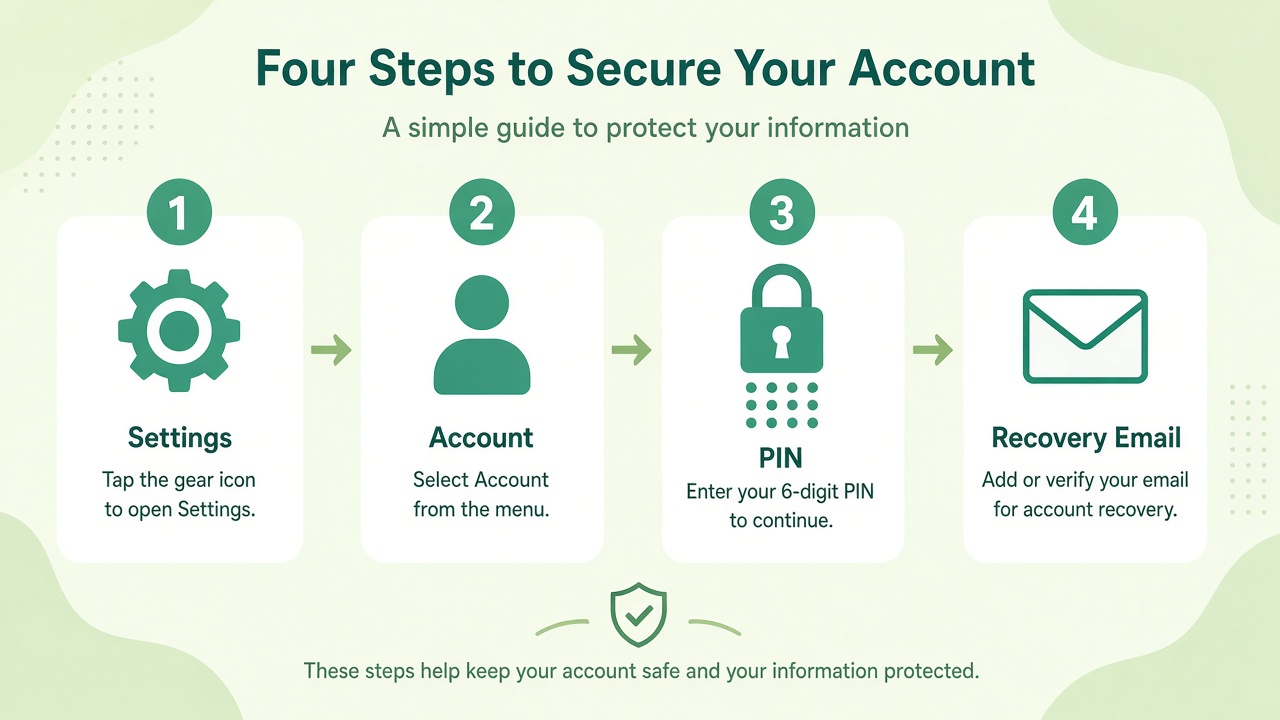 Four Steps to Secure Your Account
A simple guide to protect your information
1
Settings
Tap the gear icon
to open Settings.
2
Account
Select Account
from the menu.
3
PIN
Enter your 6-digit PIN
to continue.
4
Recovery Email
Add or verify your email
for account recovery.
These steps help keep your account safe and your information protected.